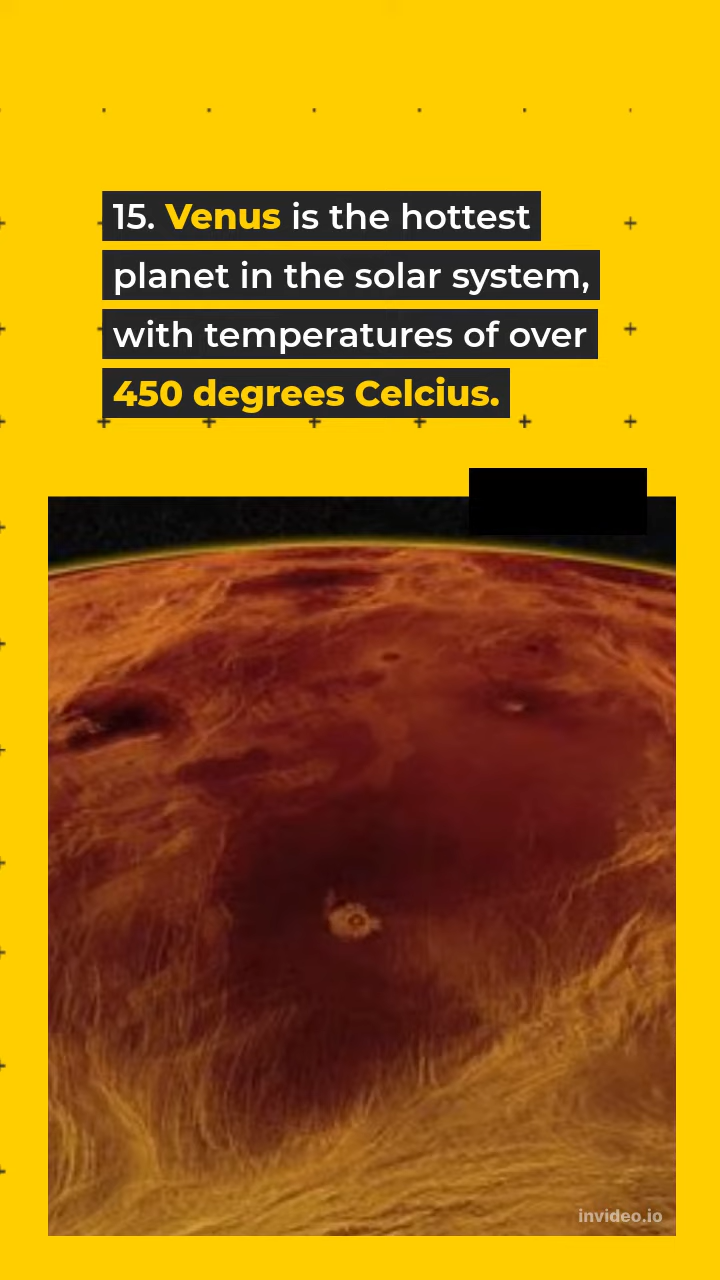 15. Venus is the hottest
planet in the solar system,
with temperatures of over
450 degrees Celcius.
invideo.io